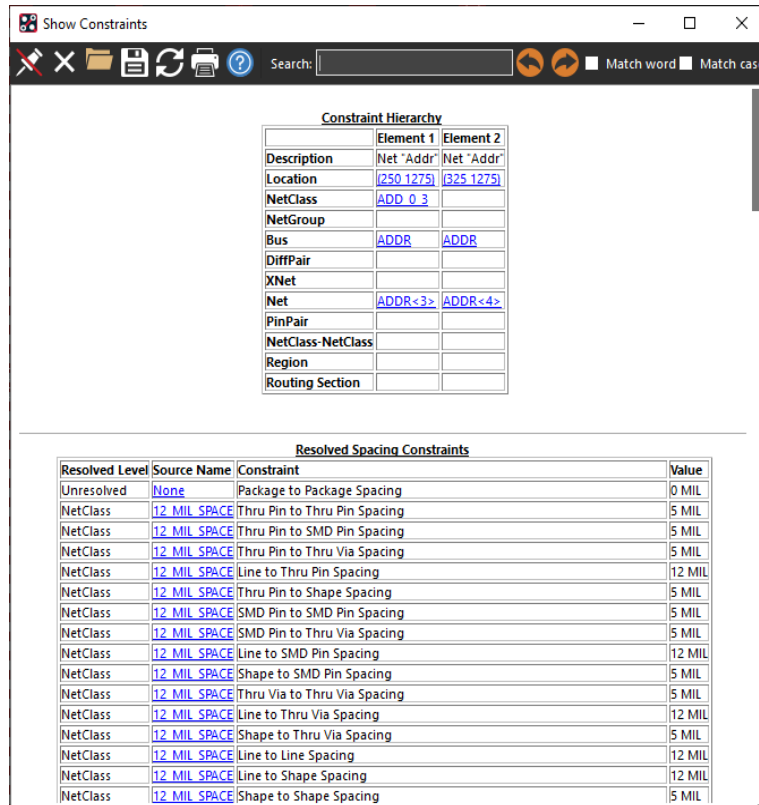 Show Constraints
Search: Match word Match cas
Constraint Hierarchy
Element 1 Element 2
Description Net "Addr" Net "Addr"
Location (250 1275) (325 1275)
NetClass ADD_0_3
NetGroup
Bus ADDR ADDR
DiffPair
XNet
Net ADDR<3> ADDR<4>
PinPair
NetClass-NetClass
Region
Routing Section
Resolved Spacing Constraints
Resolved Level Source Name Constraint Value
Unresolved None Package to Package Spacing 0 MIL
NetClass 12_MIL_SPACE Thru Pin to Thru Pin Spacing 5 MIL
NetClass 12_MIL_SPACE Thru Pin to SMD Pin Spacing 5 MIL
NetClass 12_MIL_SPACE Thru Pin to Thru Via Spacing 5 MIL
NetClass 12_MIL_SPACE Line to Thru Pin Spacing 12 MIL
NetClass 12_MIL_SPACE Thru Pin to Shape Spacing 5 MIL
NetClass 12_MIL_SPACE SMD Pin to SMD Pin Spacing 5 MIL
NetClass 12_MIL_SPACE SMD Pin to Thru Via Spacing 5 MIL
NetClass 12_MIL_SPACE Line to SMD Pin Spacing 12 MIL
NetClass 12_MIL_SPACE Shape to SMD Pin Spacing 5 MIL
NetClass 12_MIL_SPACE Thru Via to Thru Via Spacing 5 MIL
NetClass 12_MIL_SPACE Line to Thru Via Spacing 12 MIL
NetClass 12_MIL_SPACE Shape to Thru Via Spacing 5 MIL
NetClass 12_MIL_SPACE Line to Line Spacing 12 MIL
NetClass 12_MIL_SPACE Line to Shape Spacing 12 MIL
NetClass 12_MIL_SPACE Shape to Shape Spacing 5 MIL